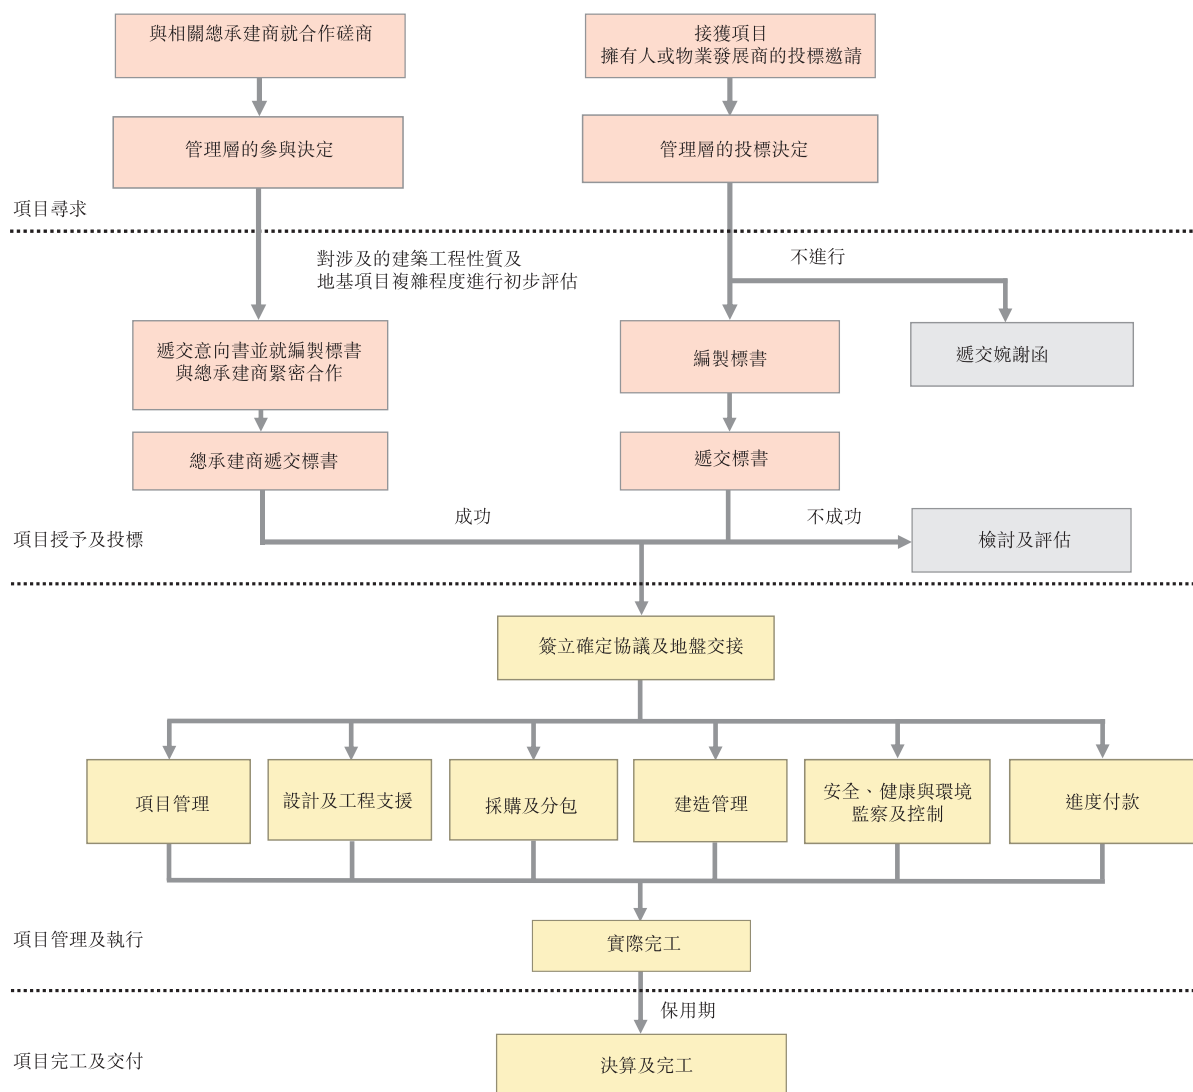 與相關總承建商就合作磋商
接獲項目
擁有人或物業發展商的投標邀請
管理層的參與決定
管理層的投標決定
項目尋求
對涉及的建築工程性質及
地基項目複雜程度進行初步評估
不進行
遞交意向書並就編製標書
與總承建商緊密合作
編製標書
遞交婉謝函
總承建商遞交標書
遞交標書
成功
不成功
項目授予及投標
檢討及評估
簽立確定協議及地盤交接
項目管理
設計及工程支援
採購及分包
建造管理
安全、健康與環境
監察及控制
進度付款
項目管理及執行
實際完工
保用期
項目完工及交付
決算及完工